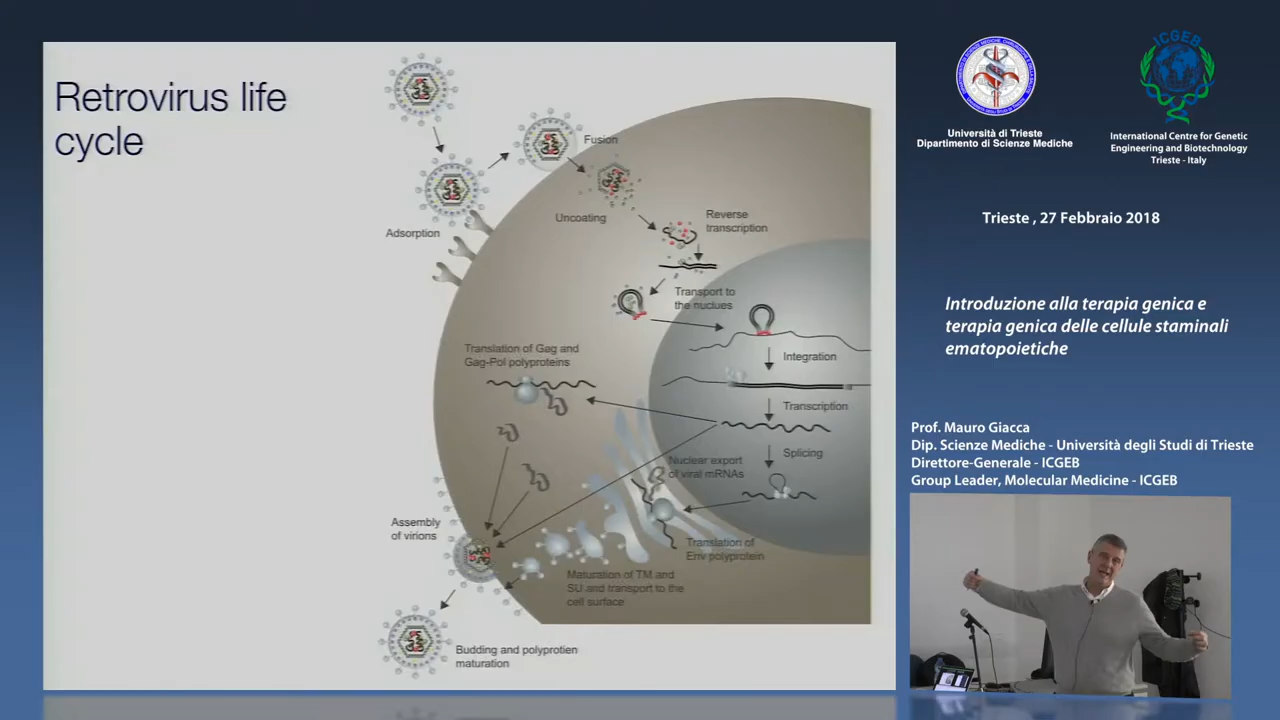 Retrovirus life
cycle
Fusion
Uncoating
Adsorption
Reverse
transcription
Transport to
the nuclues
Integration
Transcription
Splicing
Translation of Gag and
Gag-Pol polyproteins
Nuclear export
of viral mRNAs
Translation of
Env polyprotein
Assembly
of virions
Maturation of TM and
SU and transport to the
cell surface
Budding and polyprotien
maturation
ICGEB
Università di Trieste
Dipartimento di Scienze Mediche
International Centre for Genetic
Engineering and Biotechnology
Trieste - Italy
Trieste , 27 Febbraio 2018
Introduzione alla terapia genica e
terapia genica delle cellule staminali
ematopoietiche
Prof. Mauro Giacca
Dip. Scienze Mediche - Università degli Studi di Trieste
Direttore-Generale - ICGEB
Group Leader, Molecular Medicine - ICGEB